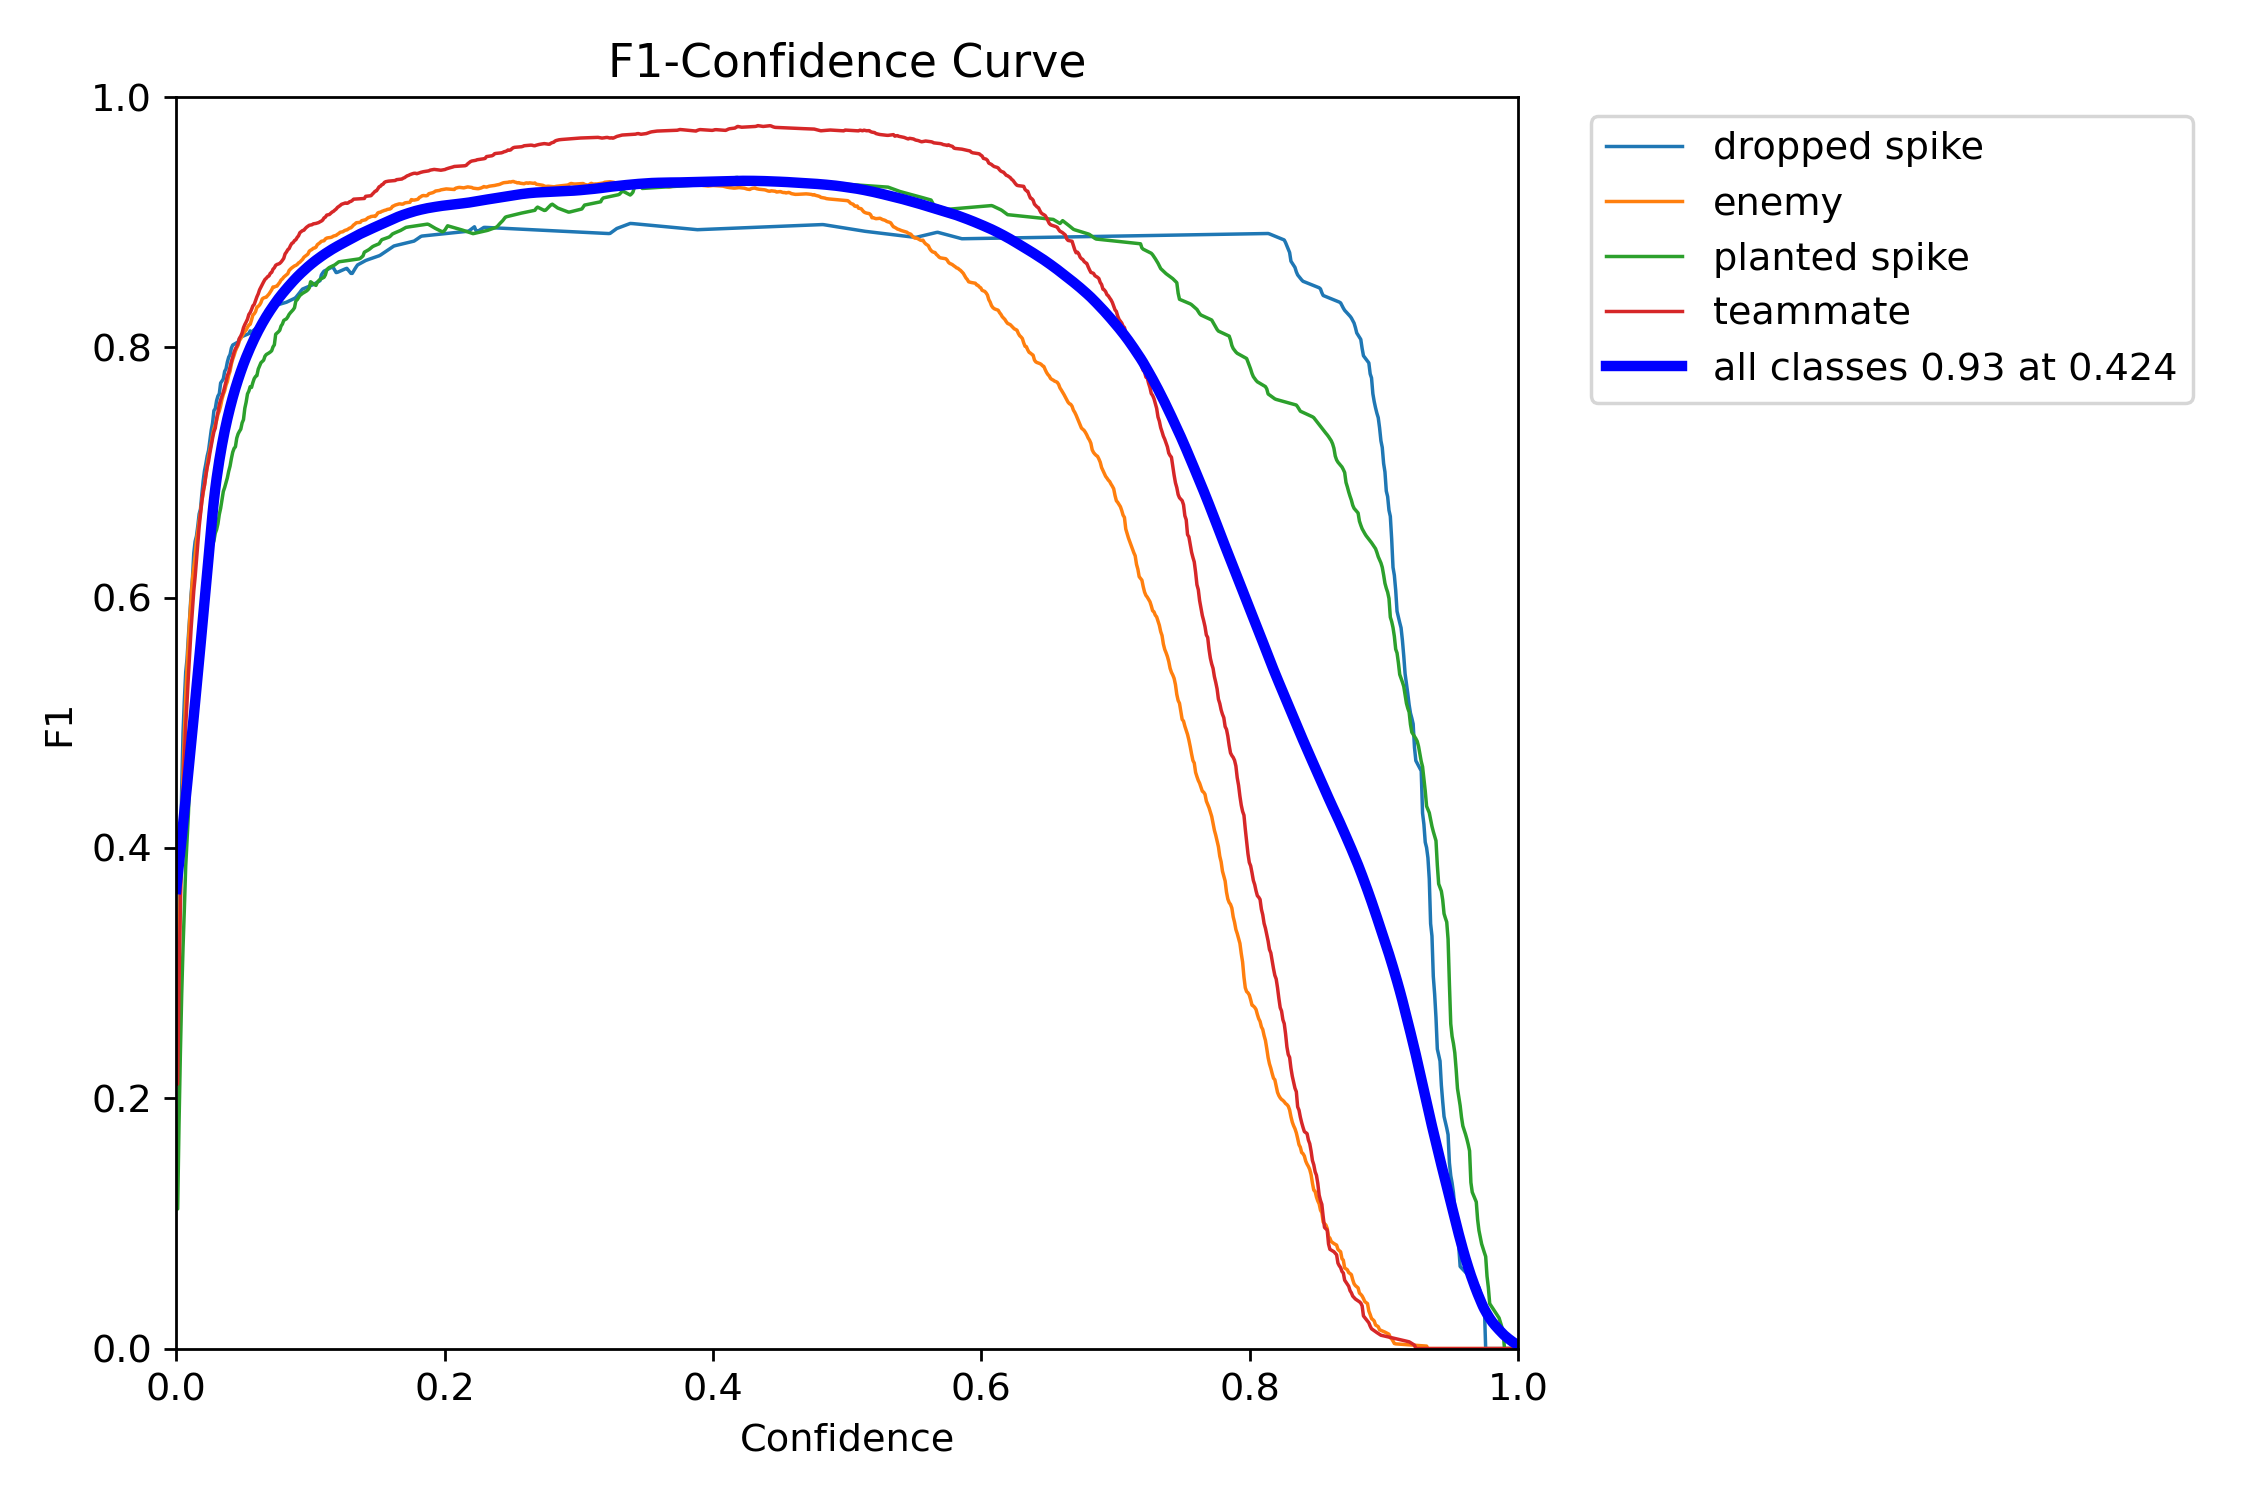 F1-Confidence Curve
1.0
0.8
0.6
0.4
0.2
0.0
F1
0.0 0.2 0.4 0.6 0.8 1.0
Confidence
dropped spike
enemy
planted spike
teammate
all classes 0.93 at 0.424